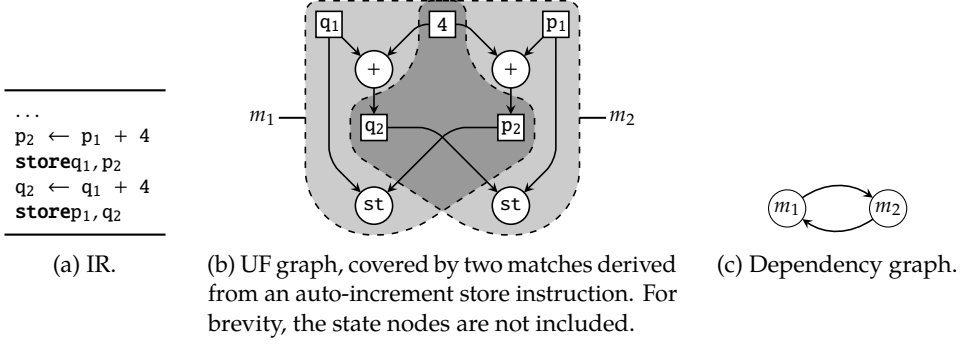 ...
p₂ ← p₁ + 4
storeq₁,p₂
q₂ ← q₁ + 4
storep₁,q₂
(a) IR.
q₁ 4 p₁
+ +
m₁ m₂
q₂ p₂
st st
(b) UF graph, covered by two matches derived
from an auto-increment store instruction. For
brevity, the state nodes are not included.
m₁ m₂
(c) Dependency graph.